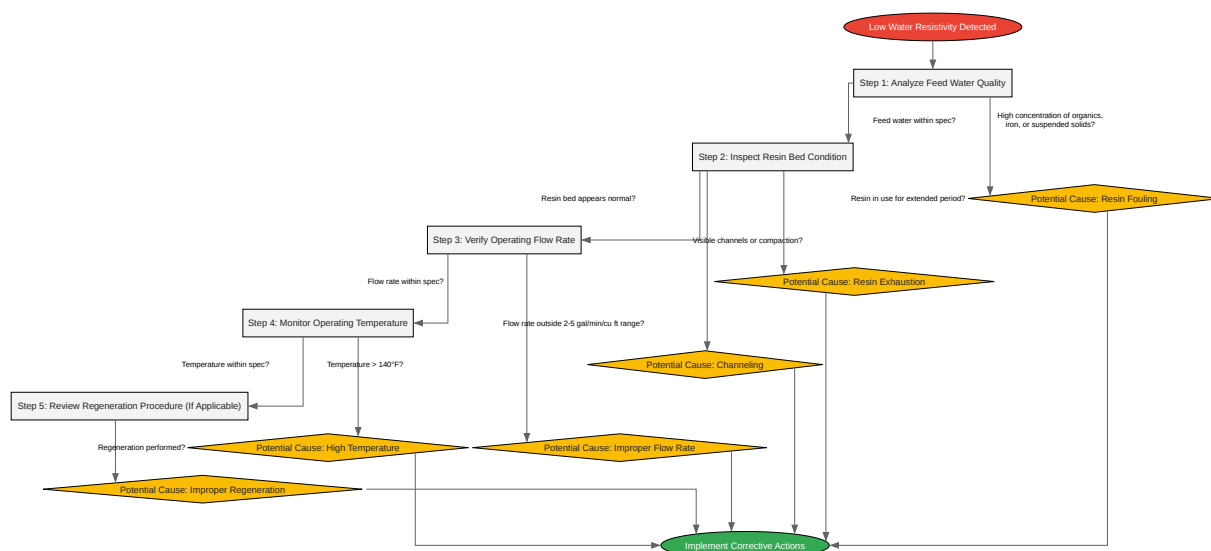 Low Water Resistivity Detected
Step 1: Analyze Feed Water Quality
Feed water within spec?
High concentration of organics,
iron, or suspended solids?
Step 2: Inspect Resin Bed Condition
Resin bed appears normal?
Resin in use for extended period?
Potential Cause: Resin Fouling
Step 3: Verify Operating Flow Rate
Visible channels or compaction?
Flow rate within spec?
Potential Cause: Resin Exhaustion
Step 4: Monitor Operating Temperature
Flow rate outside 2-5 gal/min/cu ft range?
Temperature within spec?
Temperature > 140°F?
Potential Cause: Channeling
Step 5: Review Regeneration Procedure (If Applicable)
Regeneration performed?
Potential Cause: High Temperature
Potential Cause: Improper Flow Rate
Potential Cause: Improper Regeneration
Implement Corrective Actions